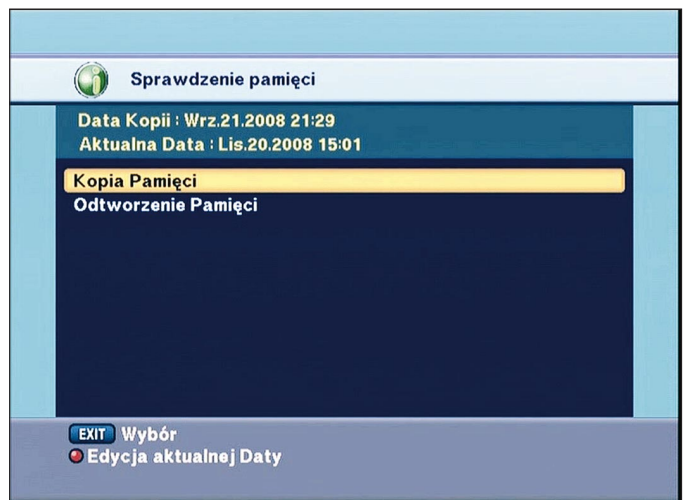 Sprawdzenie pamięci
Data Kopii : Wrz.21.2008 21:29
Aktualna Data : Lis.20.2008 15:01
Kopia Pamięci
Odtworzenie Pamięci
EXIT Wybór
Edycja aktualnej Daty